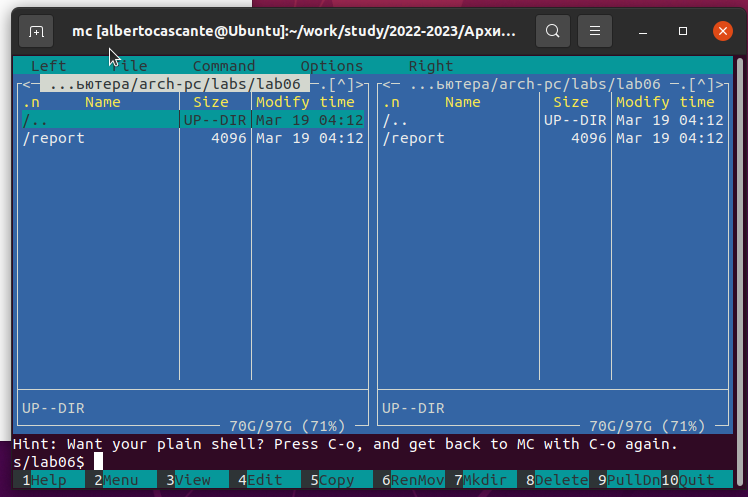 mc [albertocascante@Ubuntu]:~/work/study/2022-2023/Архи...
Left File Command Options Right
<─ ...ьютера/arch-pc/labs/lab06 ─.[^]> <─ ...ьютера/arch-pc/labs/lab06 ─.[^]>
.n Name Size Modify time .n Name Size Modify time
/.. UP--DIR Mar 19 04:12 /.. UP--DIR Mar 19 04:12
/report 4096 Mar 19 04:12 /report 4096 Mar 19 04:12
UP--DIR UP--DIR
70G/97G (71%) 70G/97G (71%)
Hint: Want your plain shell? Press C-o, and get back to MC with C-o again.
s/lab06$
1Help 2Menu 3View 4Edit 5Copy 6RenMov 7Mkdir 8Delete 9PullDn 10Quit